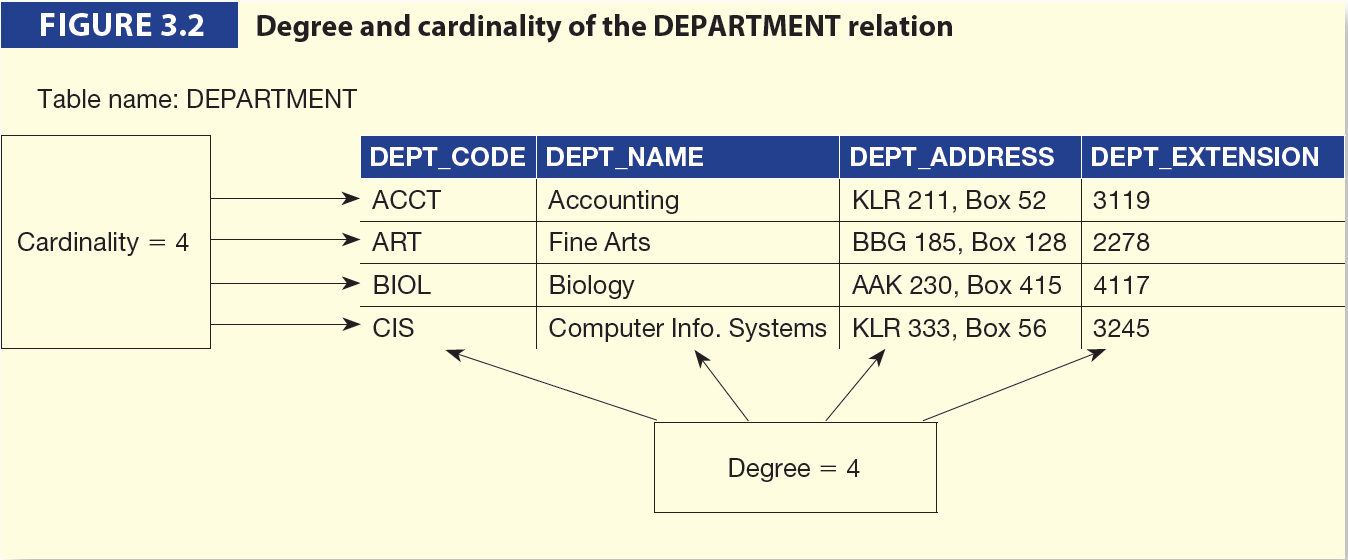 FIGURE 3.2 Degree and cardinality of the DEPARTMENT relation
Table name: DEPARTMENT
DEPT_CODE DEPT_NAME DEPT_ADDRESS DEPT_EXTENSION
ACCT Accounting KLR 211, Box 52 3119
ART Fine Arts BBG 185, Box 128 2278
Cardinality = 4
BIOL Biology AAK 230, Box 415 4117
CIS Computer Info. Systems KLR 333, Box 56 3245
Degree = 4